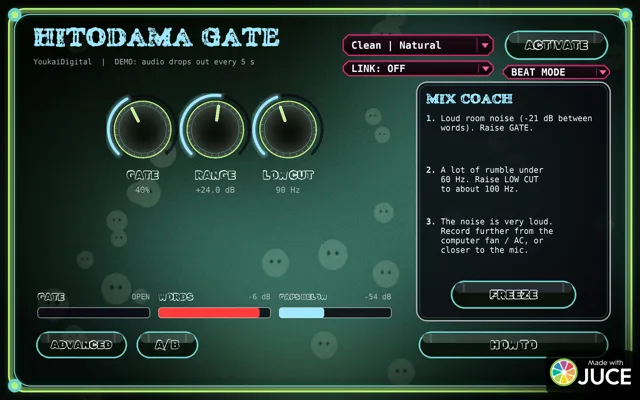 HITODAMA GATE
YoukaiDigital | DEMO: audio drops out every 5 s
Clean | Natural
ACTIVATE
LINK: OFF
BEAT MODE
GATE
40%
RANGE
+24.0 dB
LOWCUT
90 Hz
MIX COACH
1. Loud room noise (-21 dB between
words). Raise GATE.
2. A lot of rumble under
60 Hz. Raise LOW CUT
to about 100 Hz.
3. The noise is very loud.
Record further from the
computer fan / AC, or
closer to the mic.
FREEZE
GATE OPEN
WORDS -6 dB
GAPS BELOW -54 dB
ADVANCED
A/B
HOW TO
Made with
JUCE